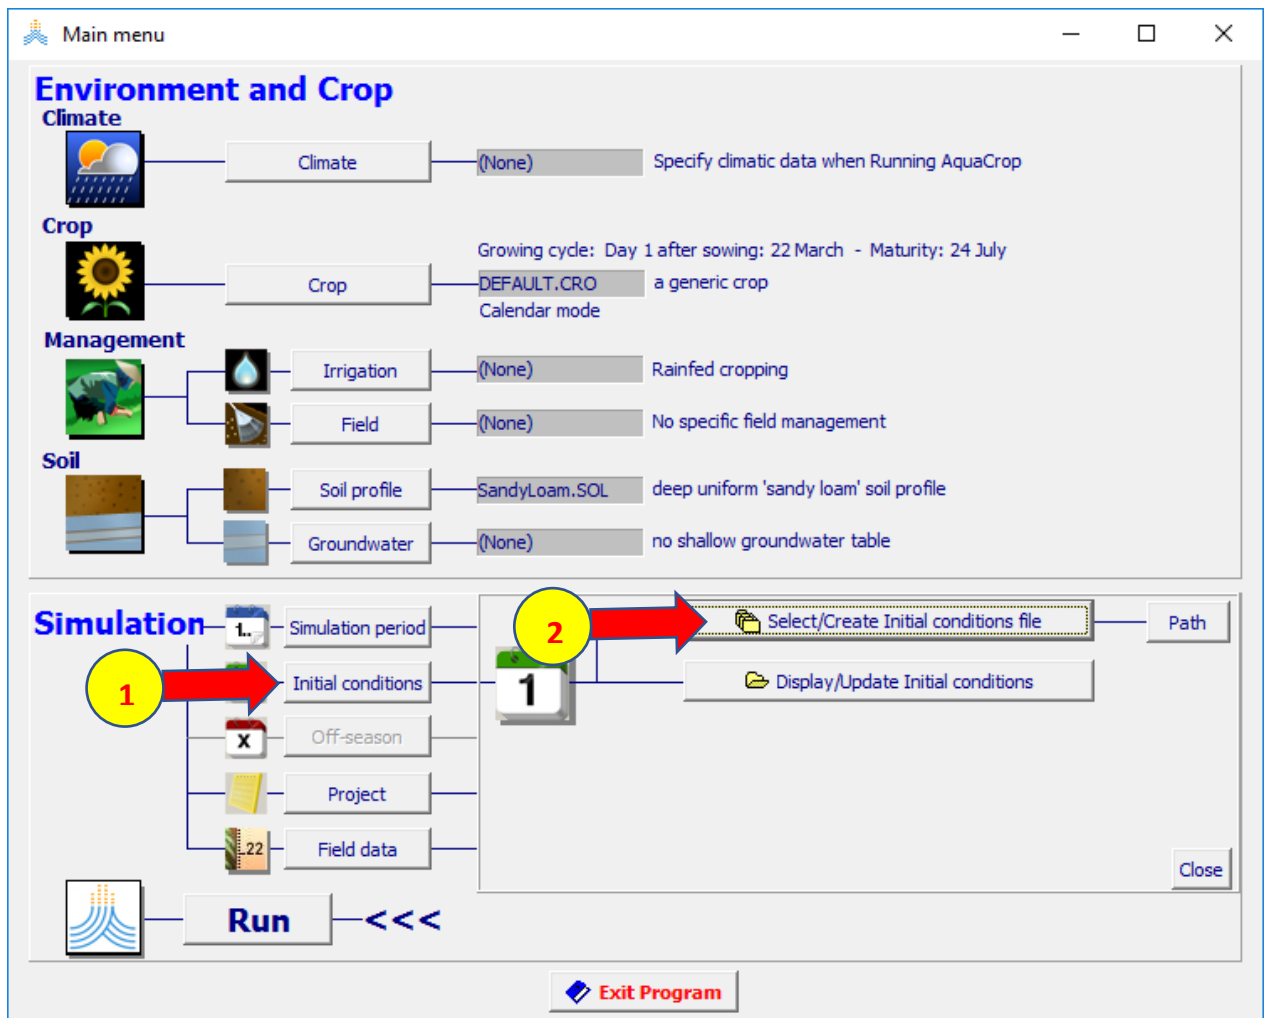 Main menu
Environment and Crop
Climate
Climate (None) Specify climatic data when Running AquaCrop
Crop
Growing cycle: Day 1 after sowing: 22 March - Maturity: 24 July
Crop DEFAULT.CRO a generic crop
Calendar mode
Management
Irrigation (None) Rainfed cropping
Field (None) No specific field management
Soil
Soil profile SandyLoam.SOL deep uniform 'sandy loam' soil profile
Groundwater (None) no shallow groundwater table
Simulation 1.. Simulation period 2 Select/Create Initial conditions file Path
1 Initial conditions 1 Display/Update Initial conditions
X Off-season
Project
.22 Field data
Close
Run <<<
Exit Program